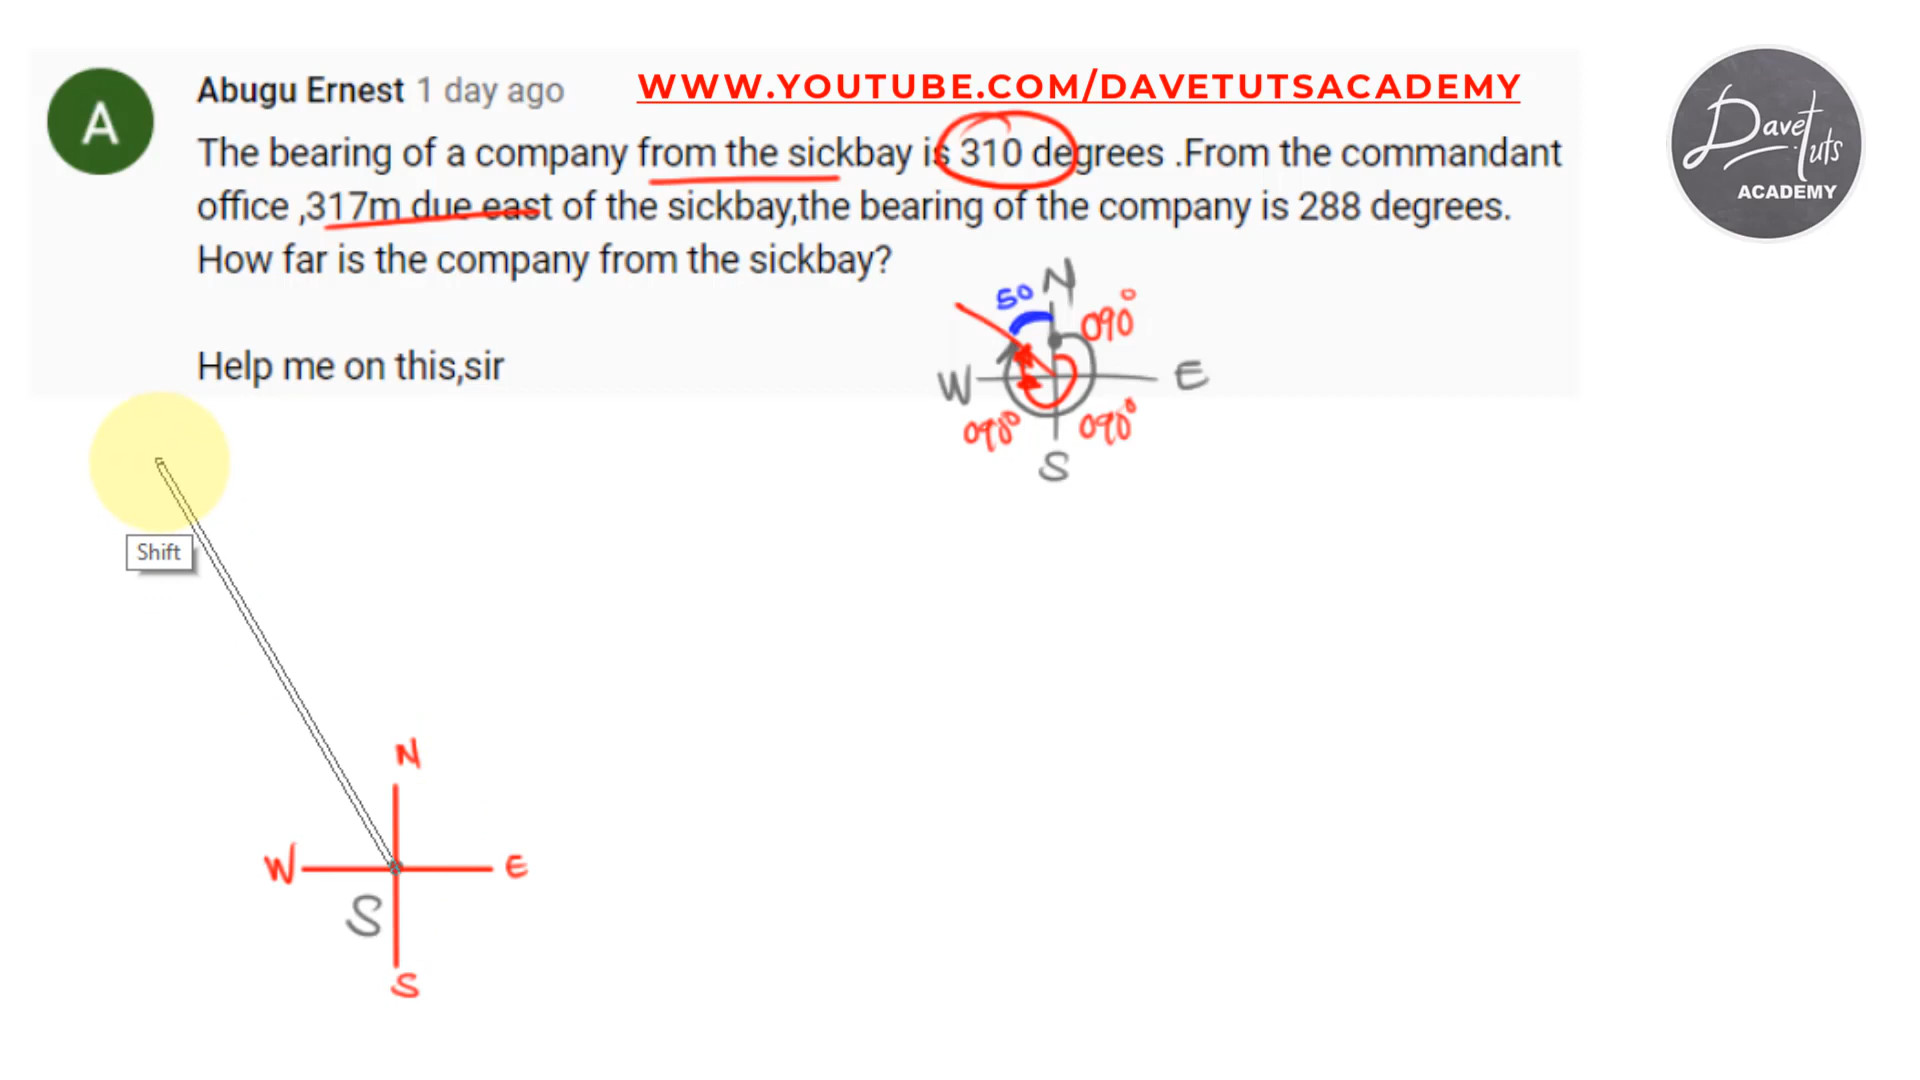 A
Abugu Ernest 1 day ago
WWW.YOUTUBE.COM/DAVETUTSACADEMY
Dave Tuts
ACADEMY
The bearing of a company from the sickbay is 310 degrees .From the commandant
office ,317m due east of the sickbay,the bearing of the company is 288 degrees.
How far is the company from the sickbay?
Help me on this,sir
N
50
090°
W
E
090°
090°
S
Shift
N
W
E
S
S